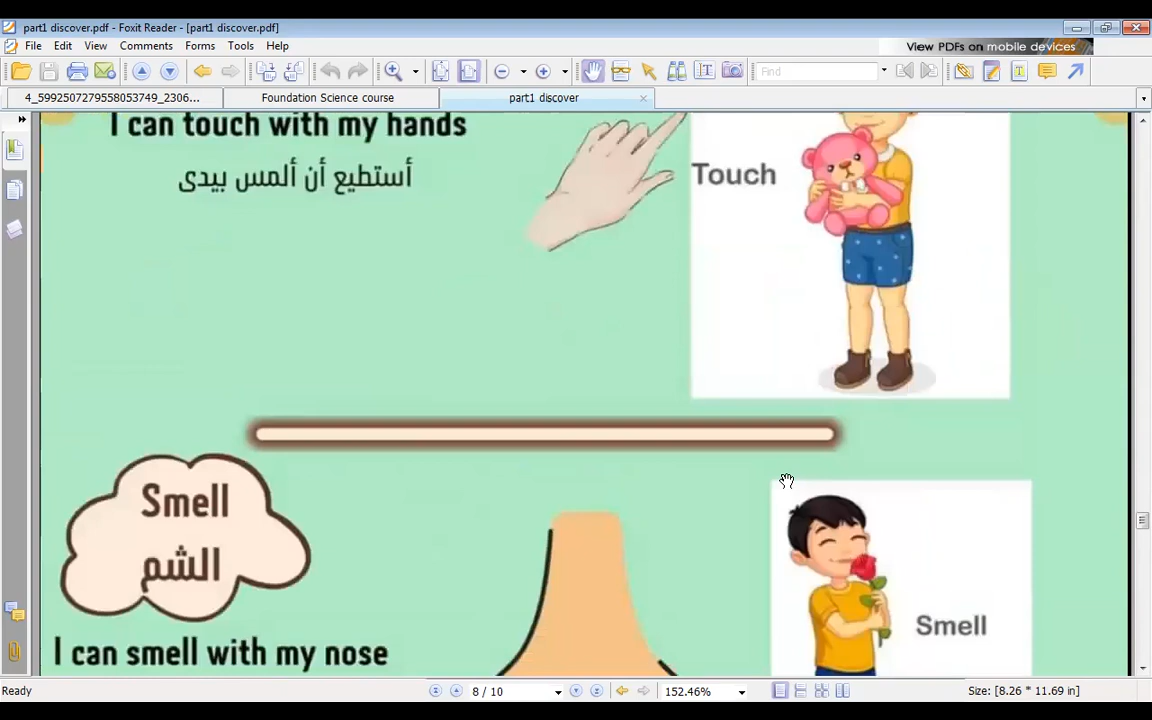 part1 discover.pdf - Foxit Reader - [part1 discover.pdf]
File Edit View Comments Forms Tools Help
View PDFs on mobile devices
Find
4_5992507279558053749_2306...
Foundation Science course
part1 discover
I can touch with my hands
أستطيع أن ألمس بيدى
Touch
Smell
الشم
I can smell with my nose
Smell
Ready
8 / 10
152.46%
Size: [8.26 * 11.69 in]